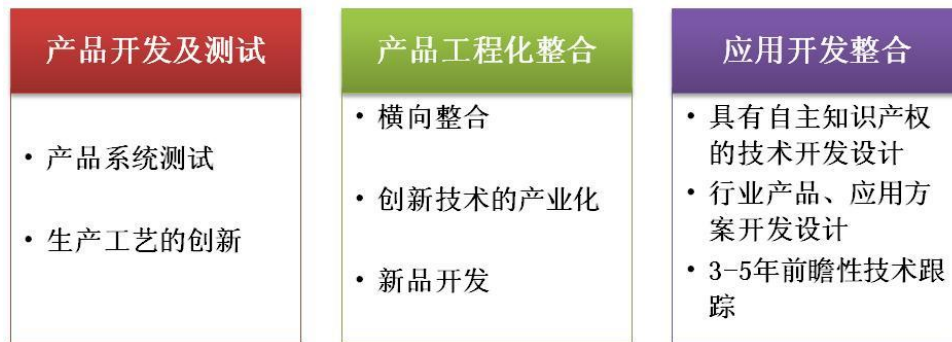 产品开发及测试
• 产品系统测试
• 生产工艺的创新
产品工程化整合
• 横向整合
• 创新技术的产业化
• 新品开发
应用开发整合
• 具有自主知识产权
的技术开发设计
• 行业产品、应用方
案开发设计
• 3-5年前瞻性技术跟
踪